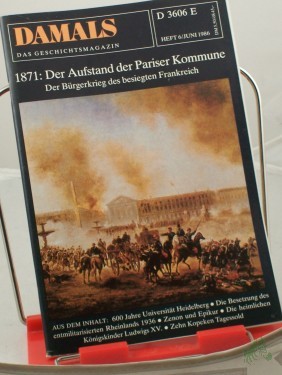 DAMALS
DAS GESCHICHTSMAGAZIN
D 3606 E
HEFT 6/JUNI 1986
1871: Der Aufstand der Pariser Kommune
Der Bürgerkrieg des besiegten Frankreich
AUS DEM INHALT: 600 Jahre Universität Heidelberg • Die Besetzung des
entmilitarisierten Rheinlands 1936 • Zenon und Epikur • Die heimlichen
Königskinder Ludwigs XV. • Zehn Kopeken Tagessold